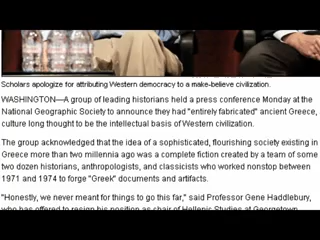 Scholars apologize for attributing Western democracy to a make-believe civilization.
WASHINGTON—A group of leading historians held a press conference Monday at the
National Geographic Society to announce they had "entirely fabricated" ancient Greece,
culture long thought to be the intellectual basis of Western civilization.
The group acknowledged that the idea of a sophisticated, flourishing society existing in
Greece more than two millennia ago was a complete fiction created by a team of some
two dozen historians, anthropologists, and classicists who worked nonstop between
1971 and 1974 to forge "Greek" documents and artifacts.
"Honestly, we never meant for things to go this far," said Professor Gene Haddlebury,
who has offered to resign his position as chair of Hellenic Studies at Georgetown